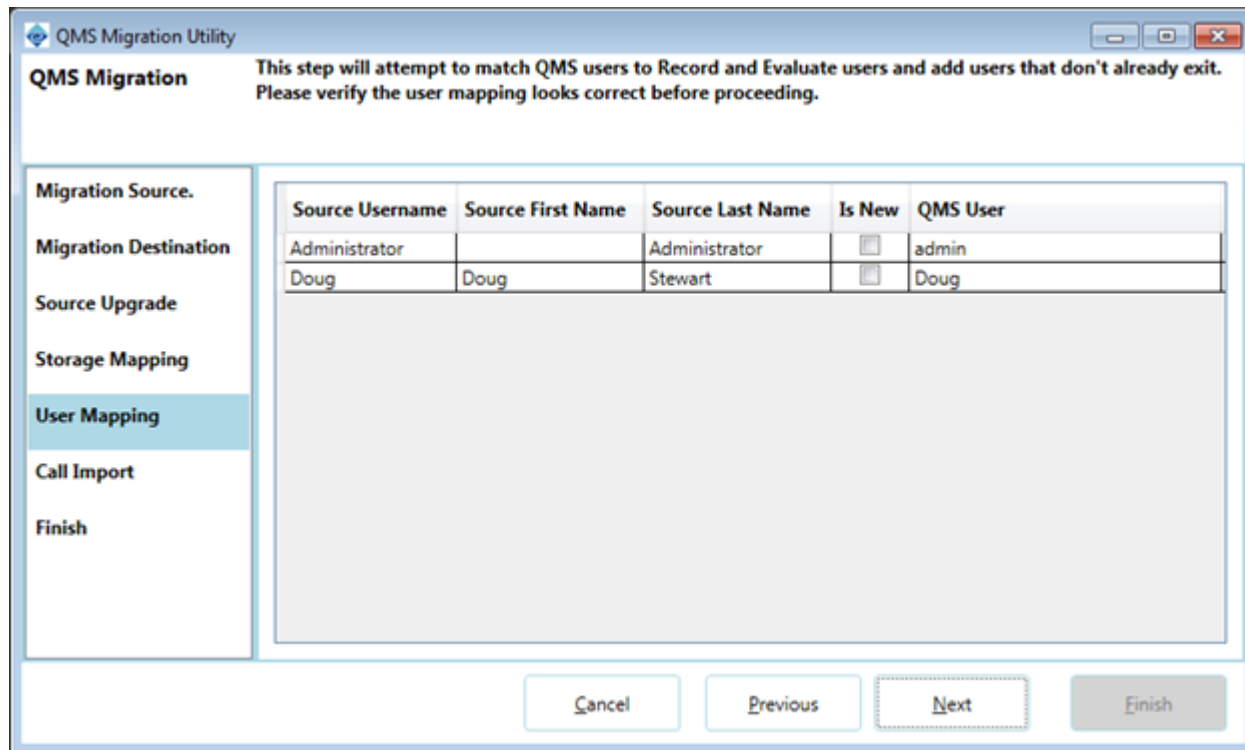 QMS Migration Utility
QMS Migration
This step will attempt to match QMS users to Record and Evaluate users and add users that don't already exit.
Please verify the user mapping looks correct before proceeding.
Migration Source.
Migration Destination
Source Upgrade
Storage Mapping
User Mapping
Call Import
Finish
Source Username Source First Name Source Last Name Is New QMS User
Administrator Administrator admin
Doug Doug Stewart Doug
Cancel Previous Next Finish